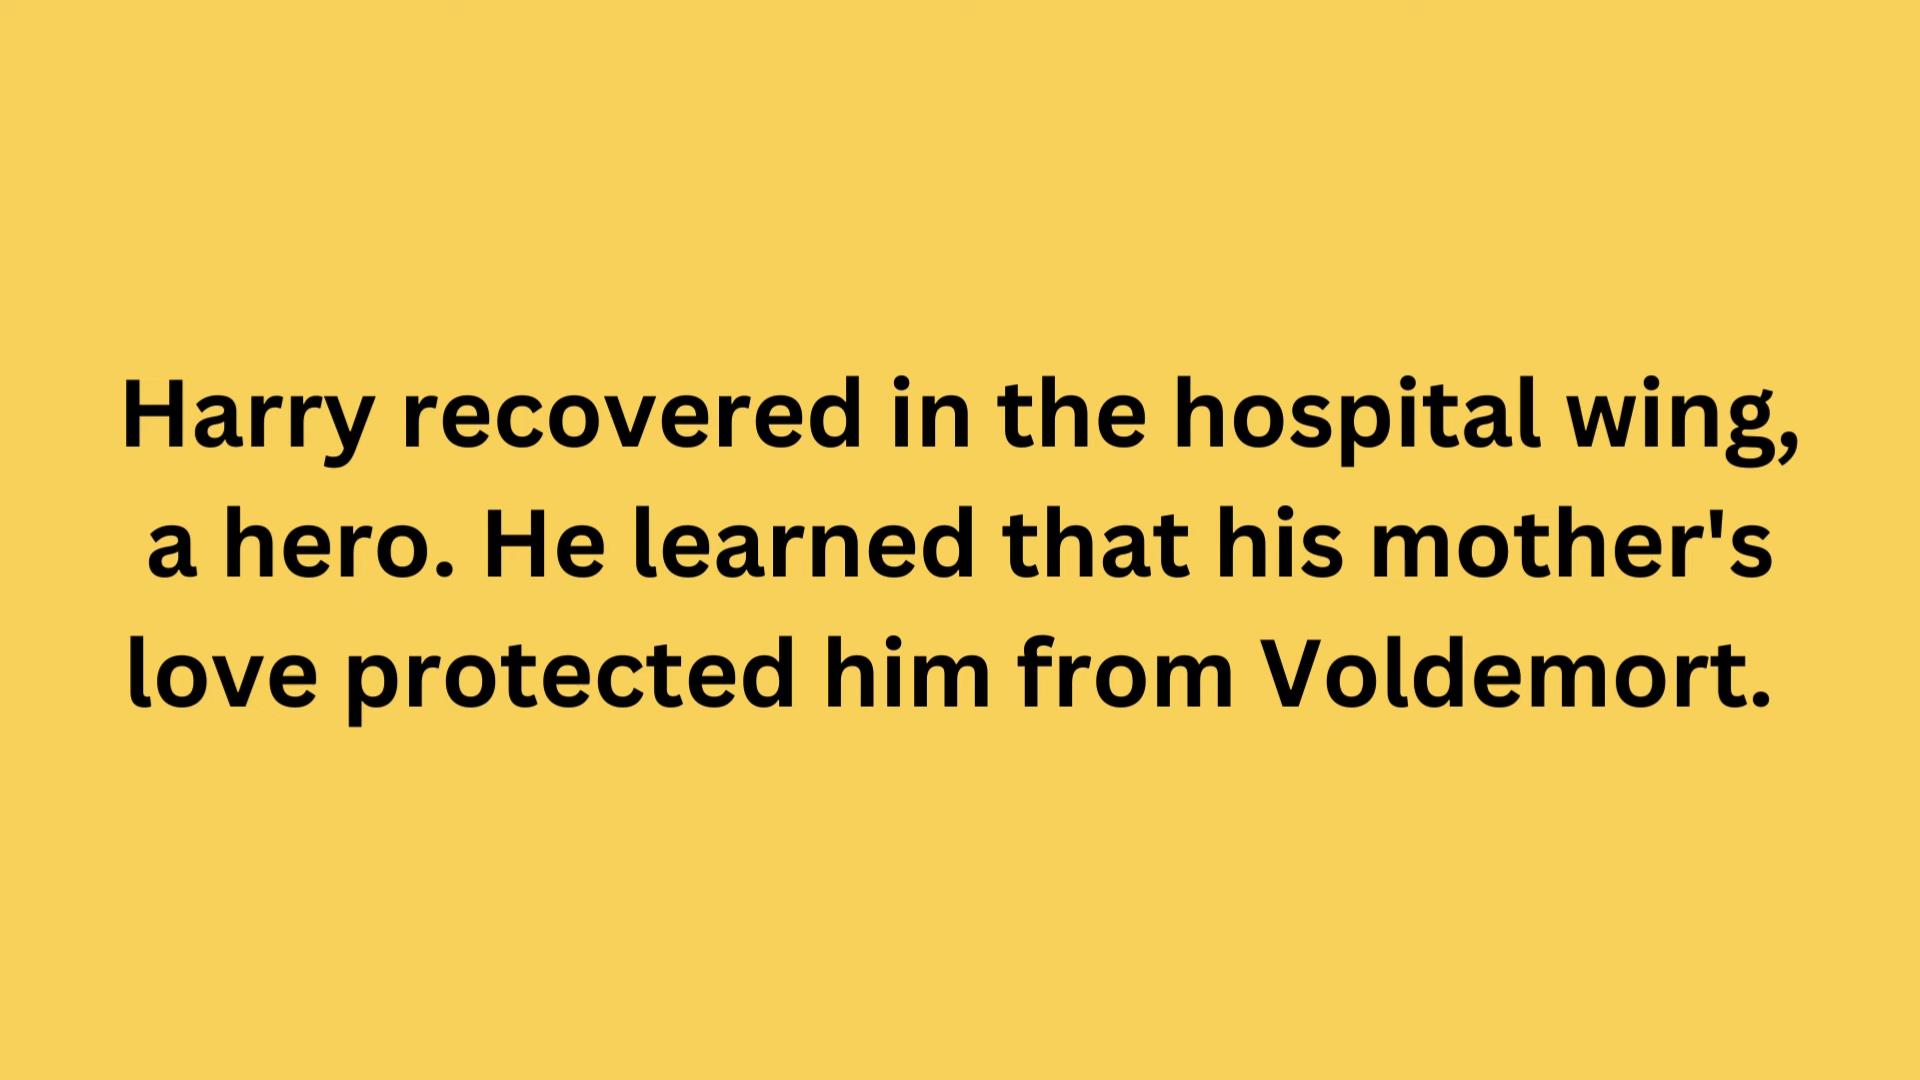 Harry recovered in the hospital wing,
a hero. He learned that his mother's
love protected him from Voldemort.